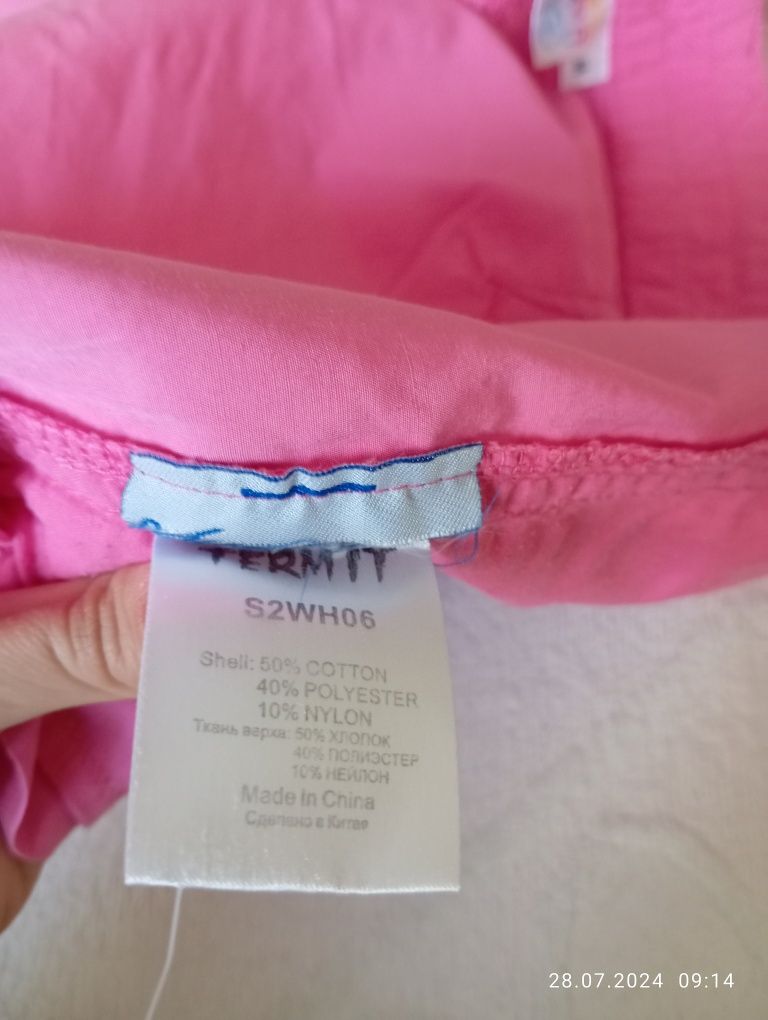 TERMIT
S2WH06
Shell: 50% COTTON
40% POLYESTER
10% NYLON
Ткань верха: 50% ХЛОПОК
40% ПОЛИЭСТЕР
10% НЕЙЛОН
Made in China
Сделано в Китае
28.07.2024 09:14